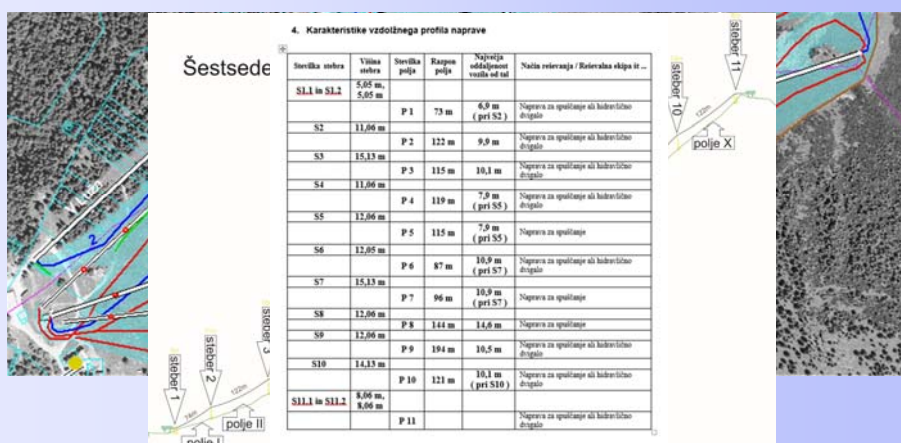 4. Karakteristike vzdolžnega profila naprave
Šestsede
Številka stebra Višina stebra Številka polja Razpon polja Največja oddaljenost vozila od tal Način reševanja / Reševalna ekipa št ...
S1.1 in S1.2 5,05 m, 5,05 m
P 1 73 m 6,9 m ( pri S2 ) Naprava za spuščanje ali hidravlično dvigalo
S2 11,06 m
P 2 122 m 9,9 m Naprava za spuščanje ali hidravlično dvigalo
S3 15,13 m
P 3 115 m 10,1 m Naprava za spuščanje ali hidravlično dvigalo
S4 11,06 m
P 4 119 m 7,9 m ( pri S5 ) Naprava za spuščanje ali hidravlično dvigalo
S5 12,06 m
P 5 115 m 7,9 m ( pri S5 ) Naprava za spuščanje
S6 12,05 m
P 6 87 m 10,9 m ( pri S7 ) Naprava za spuščanje ali hidravlično dvigalo
S7 15,13 m
P 7 96 m 10,9 m ( pri S7 ) Naprava za spuščanje
S8 12,06 m
P 8 144 m 14,6 m Naprava za spuščanje
S9 12,06 m
P 9 194 m 10,5 m Naprava za spuščanje ali hidravlično dvigalo
S10 14,13 m
P 10 121 m 10,1 m ( pri S10 ) Naprava za spuščanje ali hidravlično dvigalo
S11.1 in S11.2 8,06 m, 8,06 m
P 11 Naprava za spuščanje ali hidravlično dvigalo
steber 10
steber 11
122m
polje X
2
steber 1
steber 2
steber 3
122m
polje I
polje II